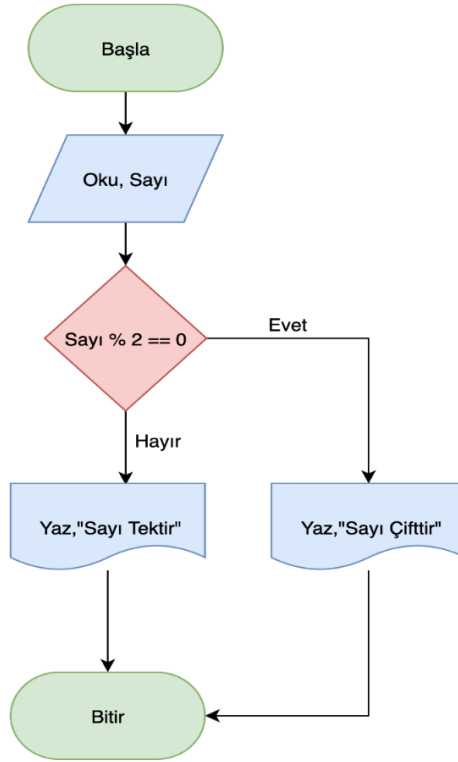 Başla
Oku, Sayı
Sayı % 2 == 0
Evet
Hayır
Yaz,"Sayı Tektir"
Yaz,"Sayı Çifttir"
Bitir